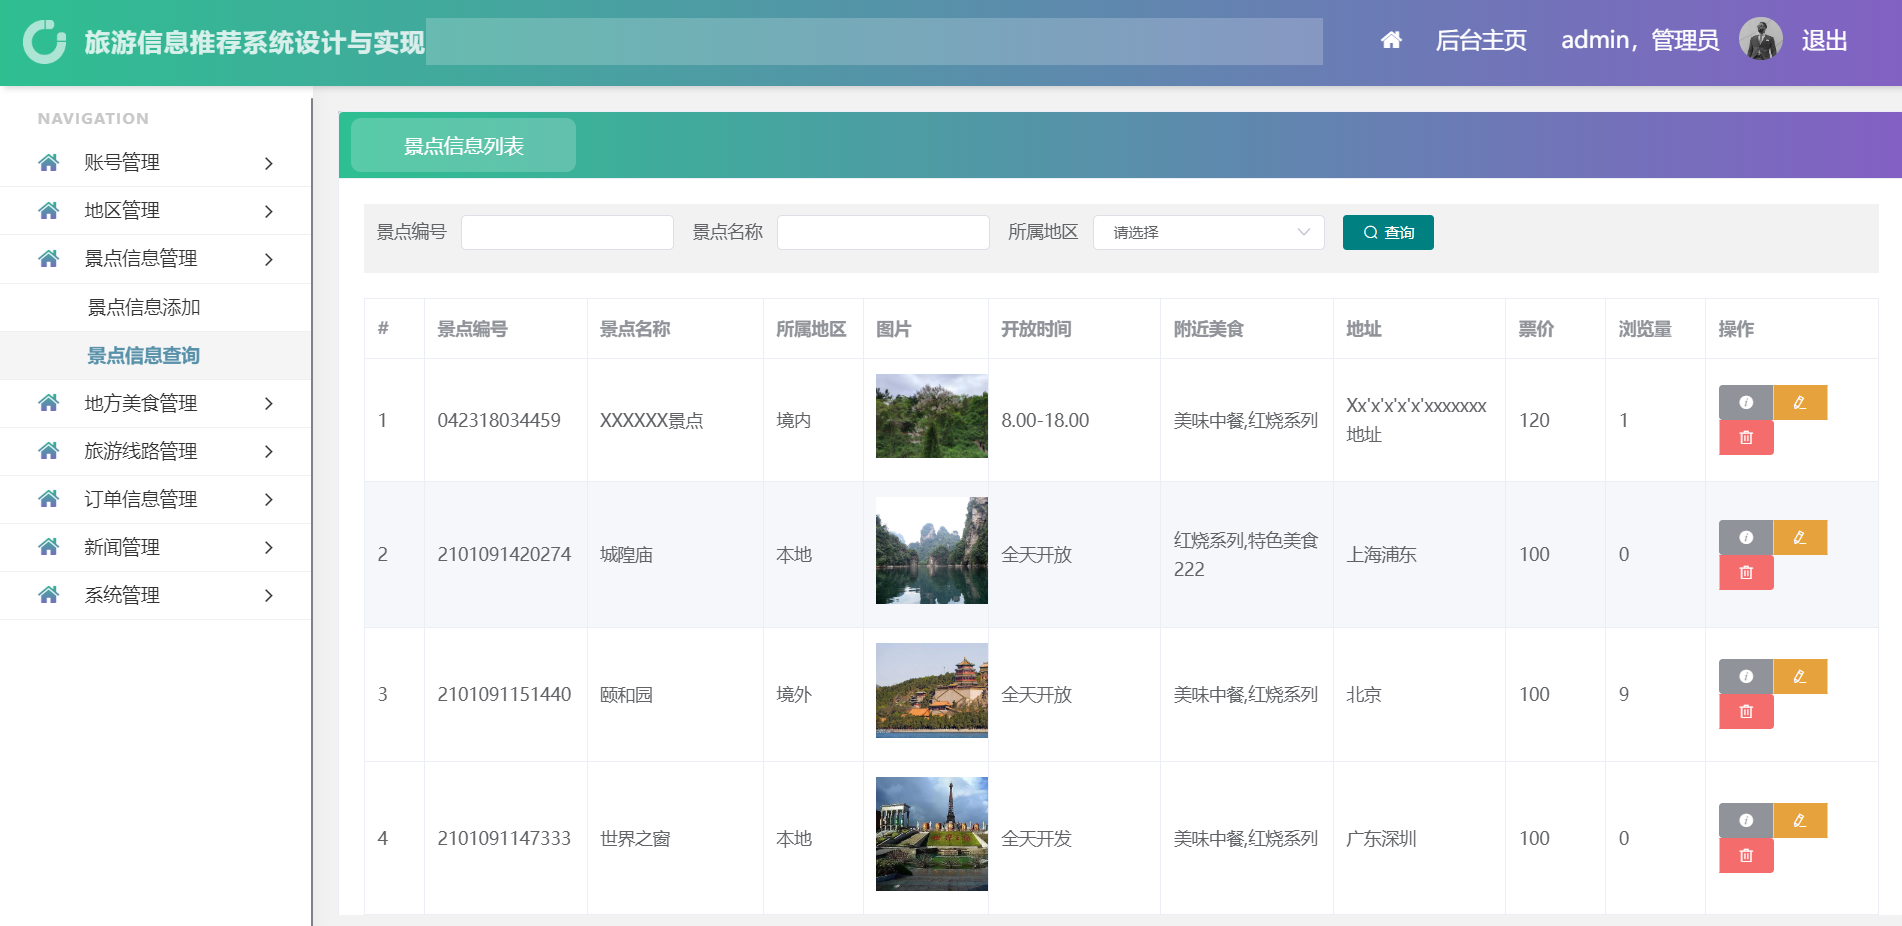 旅游信息推荐系统设计与实现
后台主页
admin，管理员
退出
NAVIGATION
账号管理
地区管理
景点信息管理
景点信息添加
景点信息查询
地方美食管理
旅游线路管理
订单信息管理
新闻管理
系统管理
景点信息列表
景点编号
景点名称
所属地区
请选择
查询
# 景点编号 景点名称 所属地区 图片 开放时间 附近美食 地址 票价 浏览量 操作
1 042318034459 XXXXXX景点 境内 8.00-18.00 美味中餐,红烧系列 Xx'x'x'x'x'xxxxxxx
地址 120 1
2 2101091420274 城隍庙 本地 全天开放 红烧系列,特色美食
222 上海浦东 100 0
3 2101091151440 颐和园 境外 全天开放 美味中餐,红烧系列 北京 100 9
4 2101091147333 世界之窗 本地 全天开发 美味中餐,红烧系列 广东深圳 100 0